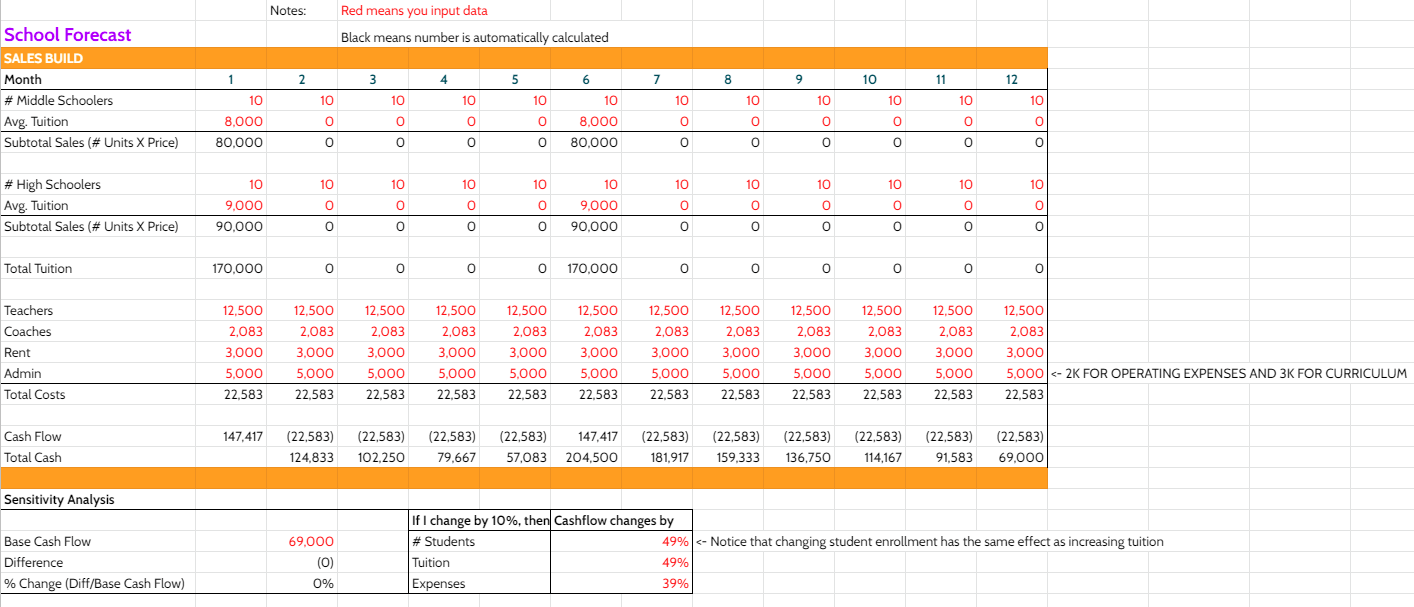 Notes: Red means you input data
School Forecast Black means number is automatically calculated
SALES BUILD
Month 1 2 3 4 5 6 7 8 9 10 11 12
# Middle Schoolers 10 10 10 10 10 10 10 10 10 10 10 10
Avg. Tuition 8,000 0 0 0 0 8,000 0 0 0 0 0 0
Subtotal Sales (# Units X Price) 80,000 0 0 0 0 80,000 0 0 0 0 0 0
# High Schoolers 10 10 10 10 10 10 10 10 10 10 10 10
Avg. Tuition 9,000 0 0 0 0 9,000 0 0 0 0 0 0
Subtotal Sales (# Units X Price) 90,000 0 0 0 0 90,000 0 0 0 0 0 0
Total Tuition 170,000 0 0 0 0 170,000 0 0 0 0 0 0
Teachers 12,500 12,500 12,500 12,500 12,500 12,500 12,500 12,500 12,500 12,500 12,500 12,500
Coaches 2,083 2,083 2,083 2,083 2,083 2,083 2,083 2,083 2,083 2,083 2,083 2,083
Rent 3,000 3,000 3,000 3,000 3,000 3,000 3,000 3,000 3,000 3,000 3,000 3,000
Admin 5,000 5,000 5,000 5,000 5,000 5,000 5,000 5,000 5,000 5,000 5,000 5,000 <- 2K FOR OPERATING EXPENSES AND 3K FOR CURRICULUM
Total Costs 22,583 22,583 22,583 22,583 22,583 22,583 22,583 22,583 22,583 22,583 22,583 22,583
Cash Flow 147,417 (22,583) (22,583) (22,583) (22,583) 147,417 (22,583) (22,583) (22,583) (22,583) (22,583) (22,583)
Total Cash 124,833 102,250 79,667 57,083 204,500 181,917 159,333 136,750 114,167 91,583 69,000
Sensitivity Analysis
If I change by 10%, then Cashflow changes by
Base Cash Flow 69,000 # Students 49% <- Notice that changing student enrollment has the same effect as increasing tuition
Difference (0) Tuition 49%
% Change (Diff/Base Cash Flow) 0% Expenses 39%